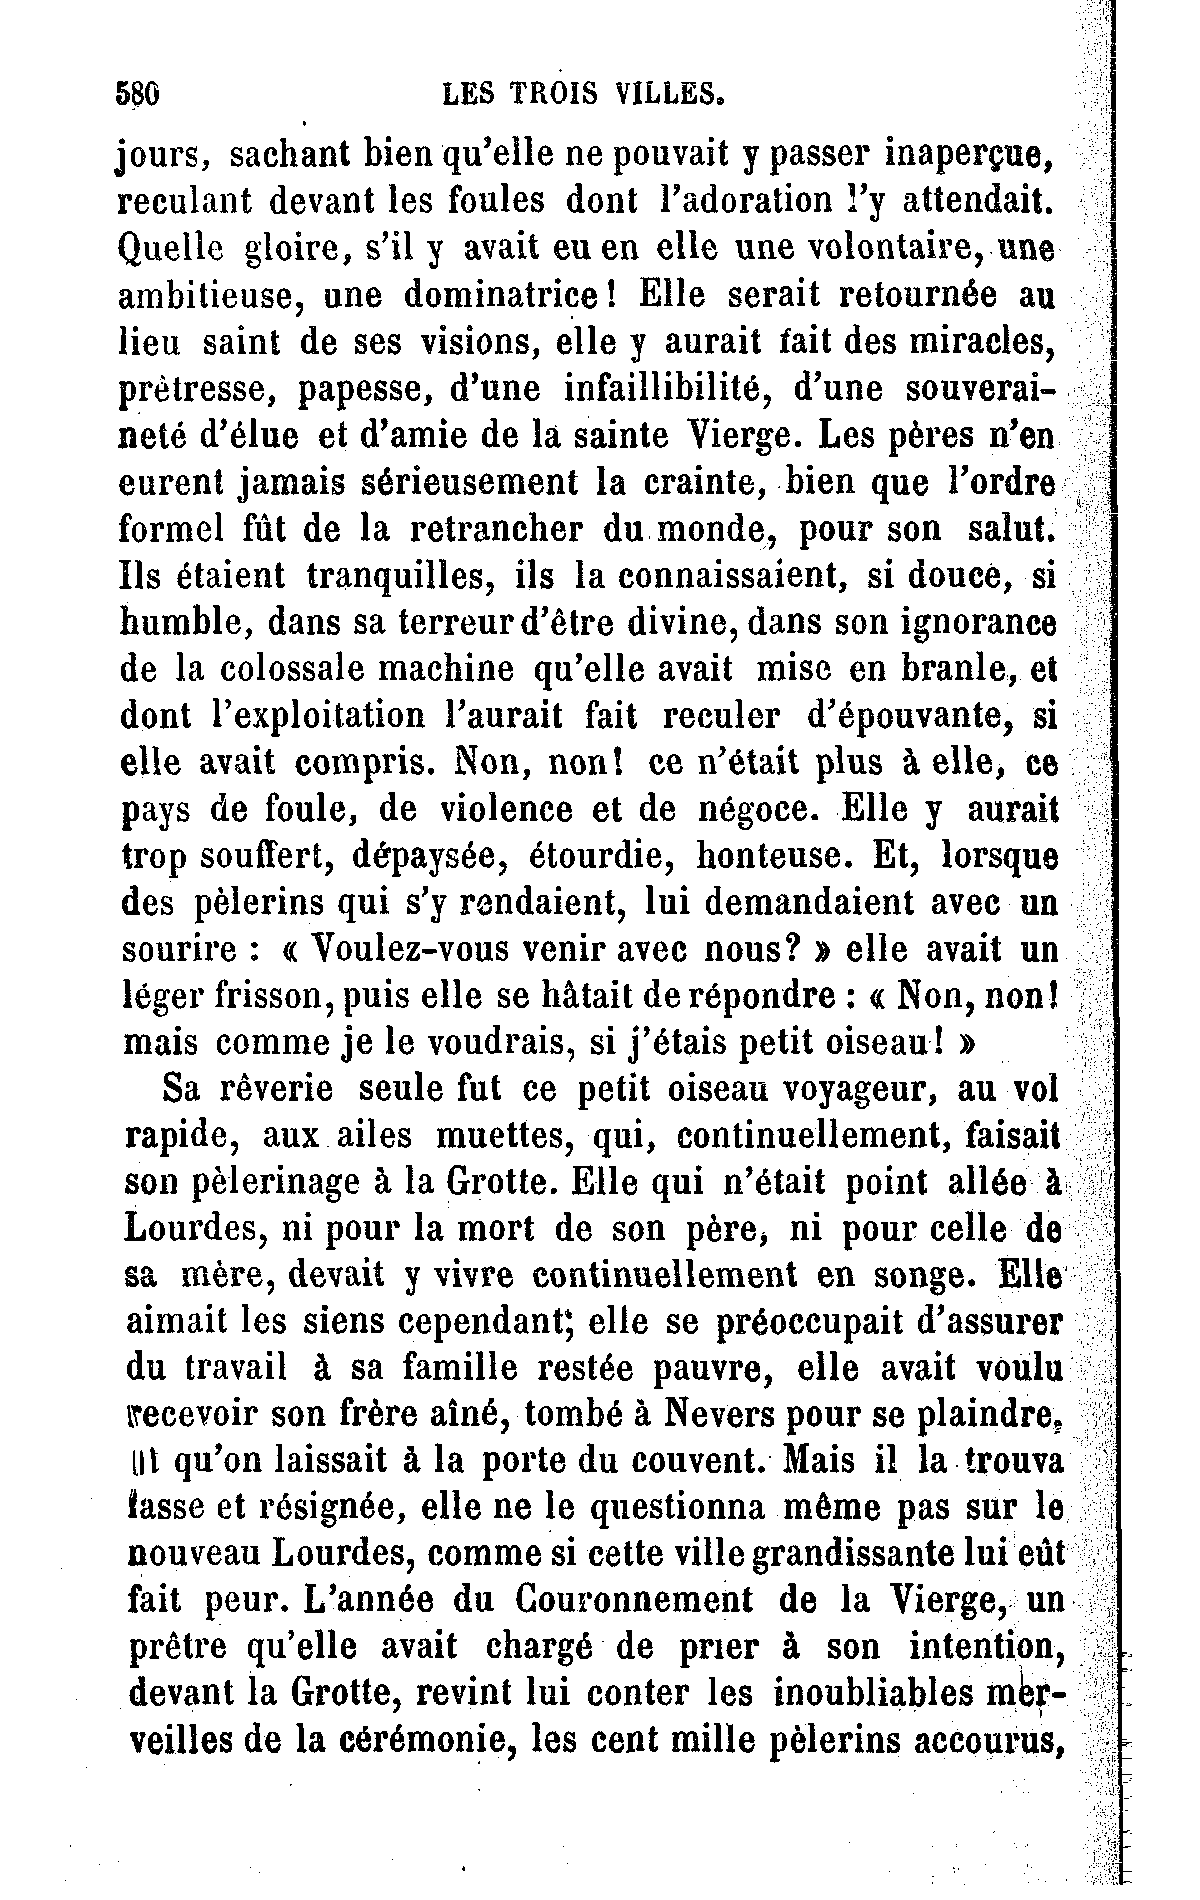 580 LES TROIS VILLES.
jours, sachant bien qu'elle ne pouvait y passer inaperçue,
reculant devant les foules dont l'adoration l'y attendait.
Quelle gloire, s'il y avait eu en elle une volontaire, une
ambitieuse, une dominatrice ! Elle serait retournée au
lieu saint de ses visions, elle y aurait fait des miracles,
prêtresse, papesse, d'une infaillibilité, d'une souverai-
neté d'élue et d'amie de la sainte Vierge. Les pères n'en
eurent jamais sérieusement la crainte, bien que l'ordre
formel fût de la retrancher du monde, pour son salut.
Ils étaient tranquilles, ils la connaissaient, si douce, si
humble, dans sa terreur d'être divine, dans son ignorance
de la colossale machine qu'elle avait mise en branle, et
dont l'exploitation l'aurait fait reculer d'épouvante, si
elle avait compris. Non, non! ce n'était plus à elle, ce
pays de foule, de violence et de négoce. Elle y aurait
trop souffert, dépaysée, étourdie, honteuse. Et, lorsque
des pèlerins qui s'y rendaient, lui demandaient avec un
sourire : « Voulez-vous venir avec nous? » elle avait un
léger frisson, puis elle se hâtait de répondre : « Non, non!
mais comme je le voudrais, si j'étais petit oiseau! »
Sa rêverie seule fut ce petit oiseau voyageur, au vol
rapide, aux ailes muettes, qui, continuellement, faisait
son pèlerinage à la Grotte. Elle qui n'était point allée à
Lourdes, ni pour la mort de son père, ni pour celle de
sa mère, devait y vivre continuellement en songe. Elle
aimait les siens cependant; elle se préoccupait d'assurer
du travail à sa famille restée pauvre, elle avait voulu
recevoir son frère aîné, tombé à Nevers pour se plaindre,
et qu'on laissait à la porte du couvent. Mais il la trouva
lasse et résignée, elle ne le questionna même pas sur le
nouveau Lourdes, comme si cette ville grandissante lui eût
fait peur. L'année du Couronnement de la Vierge, un
prêtre qu'elle avait chargé de prier à son intention,
devant la Grotte, revint lui conter les inoubliables mer-
veilles de la cérémonie, les cent mille pèlerins accourus,